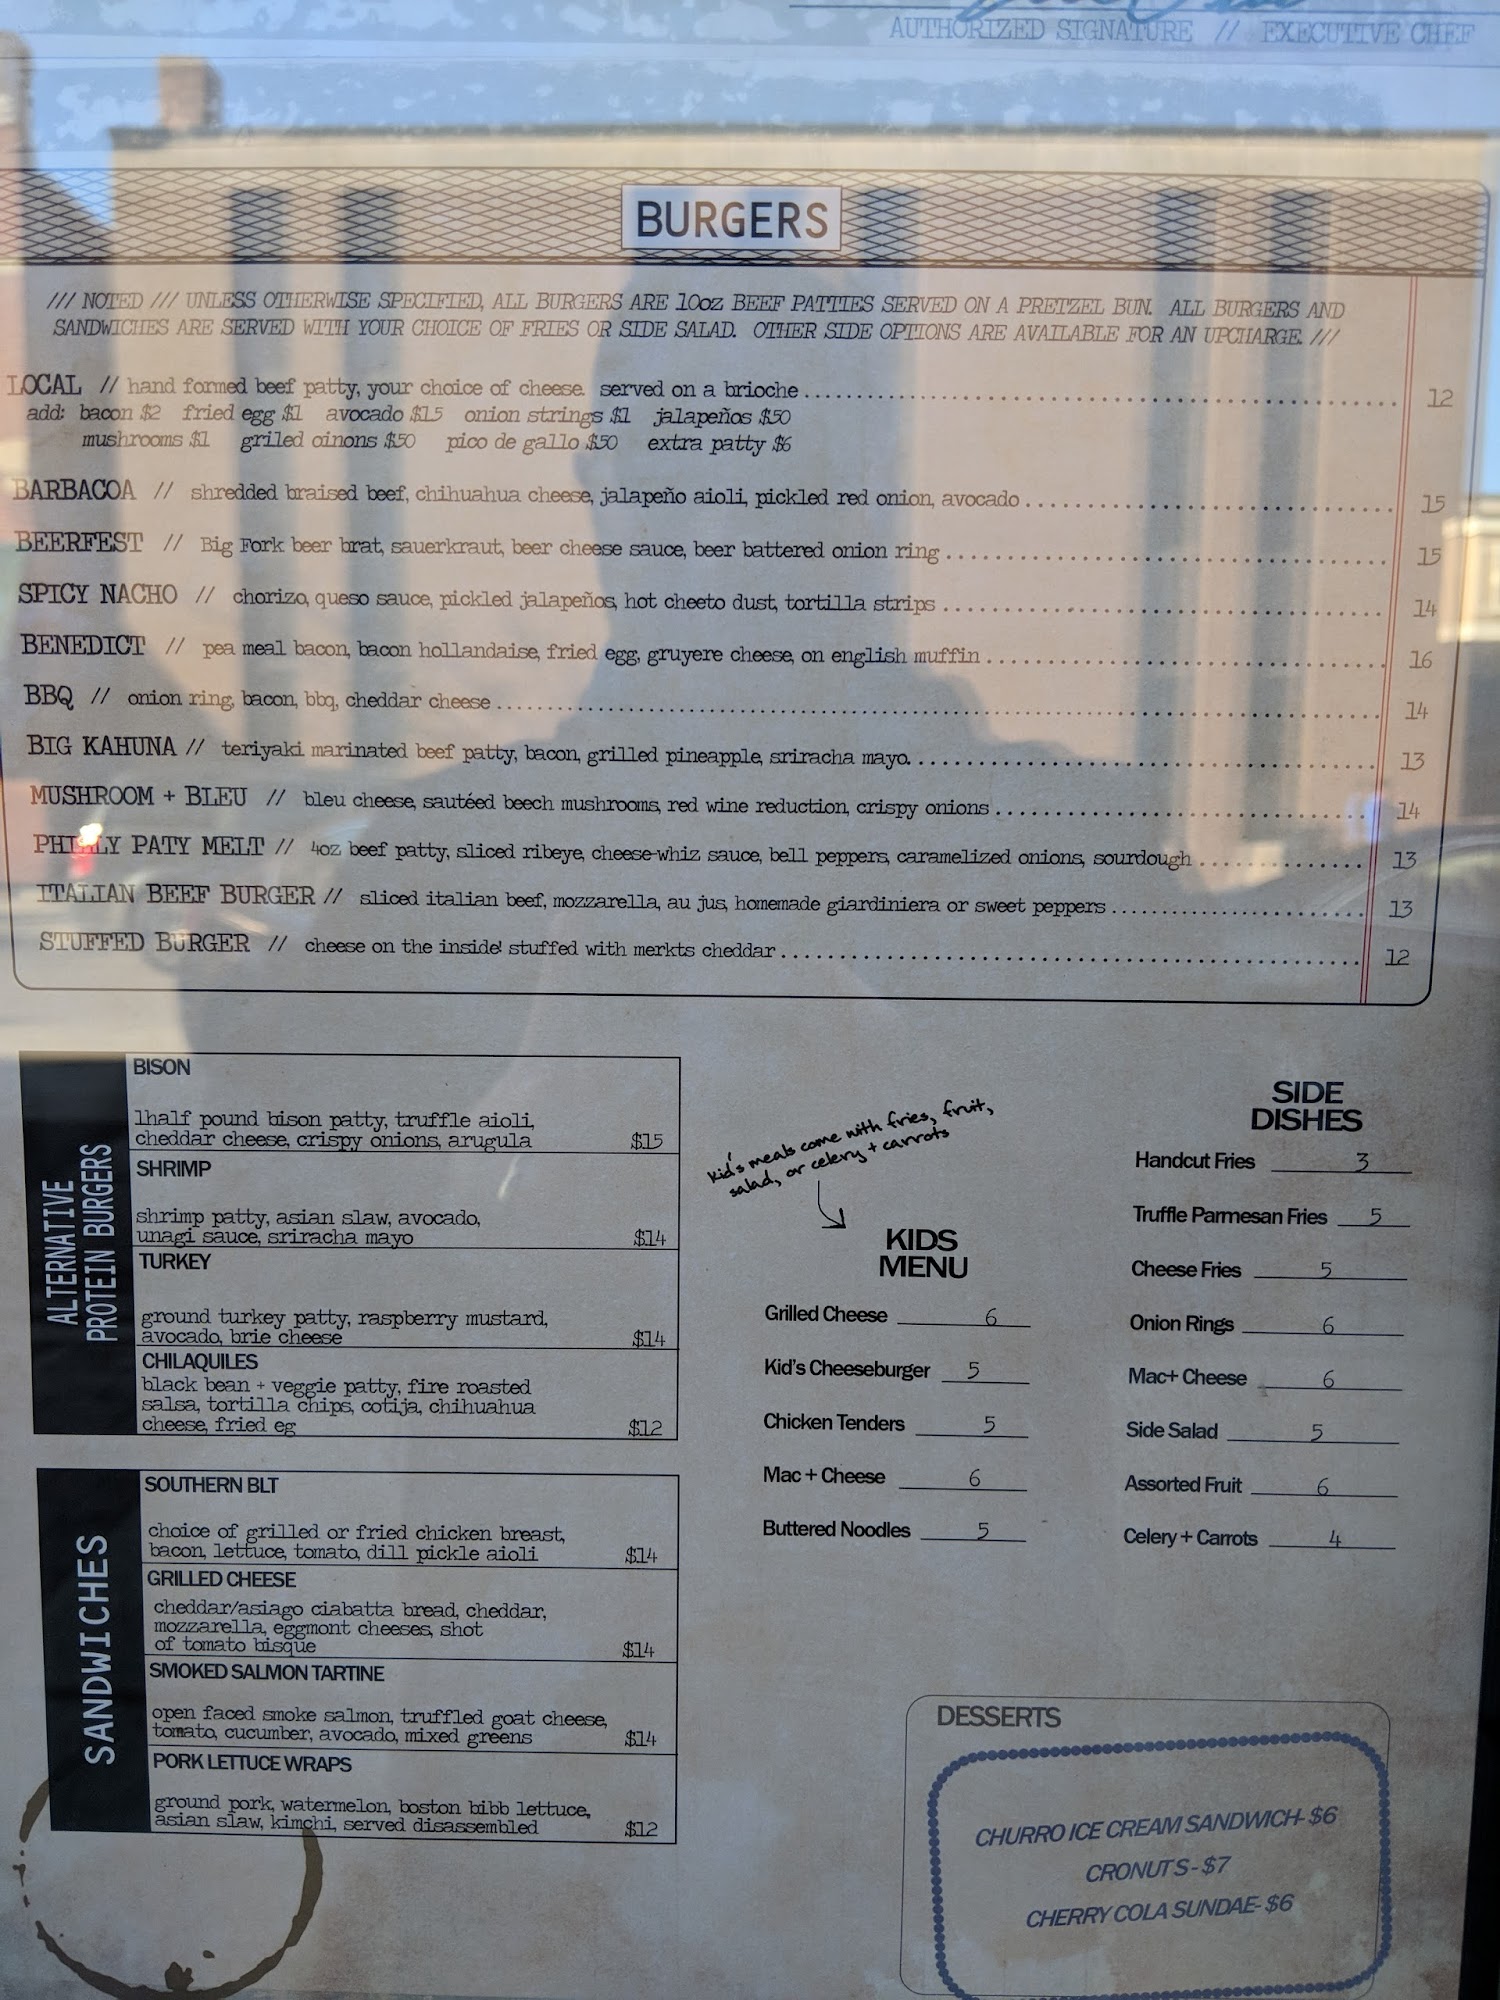 AUTHORIZED SIGNATURE // EXECUTIVE CHEF
BURGERS
/// NOTED /// UNLESS OTHERWISE SPECIFIED, ALL BURGERS ARE 10oz BEEF PATTIES SERVED ON A PRETZEL BUN. ALL BURGERS AND
SANDWICHES ARE SERVED WITH YOUR CHOICE OF FRIES OR SIDE SALAD. OTHER SIDE OPTIONS ARE AVAILABLE FOR AN UPCHARGE. ///
LOCAL // hand formed beef patty, your choice of cheese. served on a brioche 12
add: bacon $2 fried egg $1 avocado $1.5 onion strings $1 jalapeños $.50
mushrooms $1 griled oinons $.50 pico de gallo $.50 extra patty $6
BARBACOA // shredded braised beef, chihuahua cheese, jalapeño aioli, pickled red onion, avocado 15
BEERFEST // Big Fork beer brat, sauerkraut, beer cheese sauce, beer battered onion ring 15
SPICY NACHO // chorizo, queso sauce, pickled jalapeños, hot cheeto dust, tortilla strips 14
BENEDICT // pea meal bacon, bacon hollandaise, fried egg, gruyere cheese, on english muffin 16
BBQ // onion ring, bacon, bbq, cheddar cheese 14
BIG KAHUNA // teriyaki marinated beef patty, bacon, grilled pineapple, sriracha mayo. 13
MUSHROOM + BLEU // bleu cheese, sautéed beech mushrooms, red wine reduction, crispy onions 14
PHILLY PATY MELT // 4oz beef patty, sliced ribeye, cheese-whiz sauce, bell peppers, caramelized onions, sourdough 13
ITALIAN BEEF BURGER // sliced italian beef, mozzarella, au jus, homemade giardiniera or sweet peppers 13
STUFFED BURGER // cheese on the inside! stuffed with merkts cheddar 12
ALTERNATIVE
PROTEIN BURGERS
BISON
1half pound bison patty, truffle aioli,
cheddar cheese, crispy onions, arugula $15
SHRIMP
shrimp patty, asian slaw, avocado,
unagi sauce, sriracha mayo $14
TURKEY
ground turkey patty, raspberry mustard,
avocado, brie cheese $14
CHILAQUILES
black bean + veggie patty, fire roasted
salsa, tortilla chips, cotija, chihuahua
cheese, fried eg $12
SANDWICHES
SOUTHERN BLT
choice of grilled or fried chicken breast,
bacon, lettuce, tomato, dill pickle aioli $14
GRILLED CHEESE
cheddar/asiago ciabatta bread, cheddar,
mozzarella, eggmont cheeses, shot
of tomato bisque $14
SMOKED SALMON TARTINE
open faced smoke salmon, truffled goat cheese,
tomato, cucumber, avocado, mixed greens $14
PORK LETTUCE WRAPS
ground pork, watermelon, boston bibb lettuce,
asian slaw, kimchi, served disassembled $12
Kid's meals come with fries, fruit,
salad, or celery + carrots
KIDS
MENU
Grilled Cheese 6
Kid's Cheeseburger 5
Chicken Tenders 5
Mac + Cheese 6
Buttered Noodles 5
SIDE
DISHES
Handcut Fries 3
Truffle Parmesan Fries 5
Cheese Fries 5
Onion Rings 6
Mac+ Cheese 6
Side Salad 5
Assorted Fruit 6
Celery + Carrots 4
DESSERTS
CHURRO ICE CREAM SANDWICH- $6
CRONUTS - $7
CHERRY COLA SUNDAE- $6